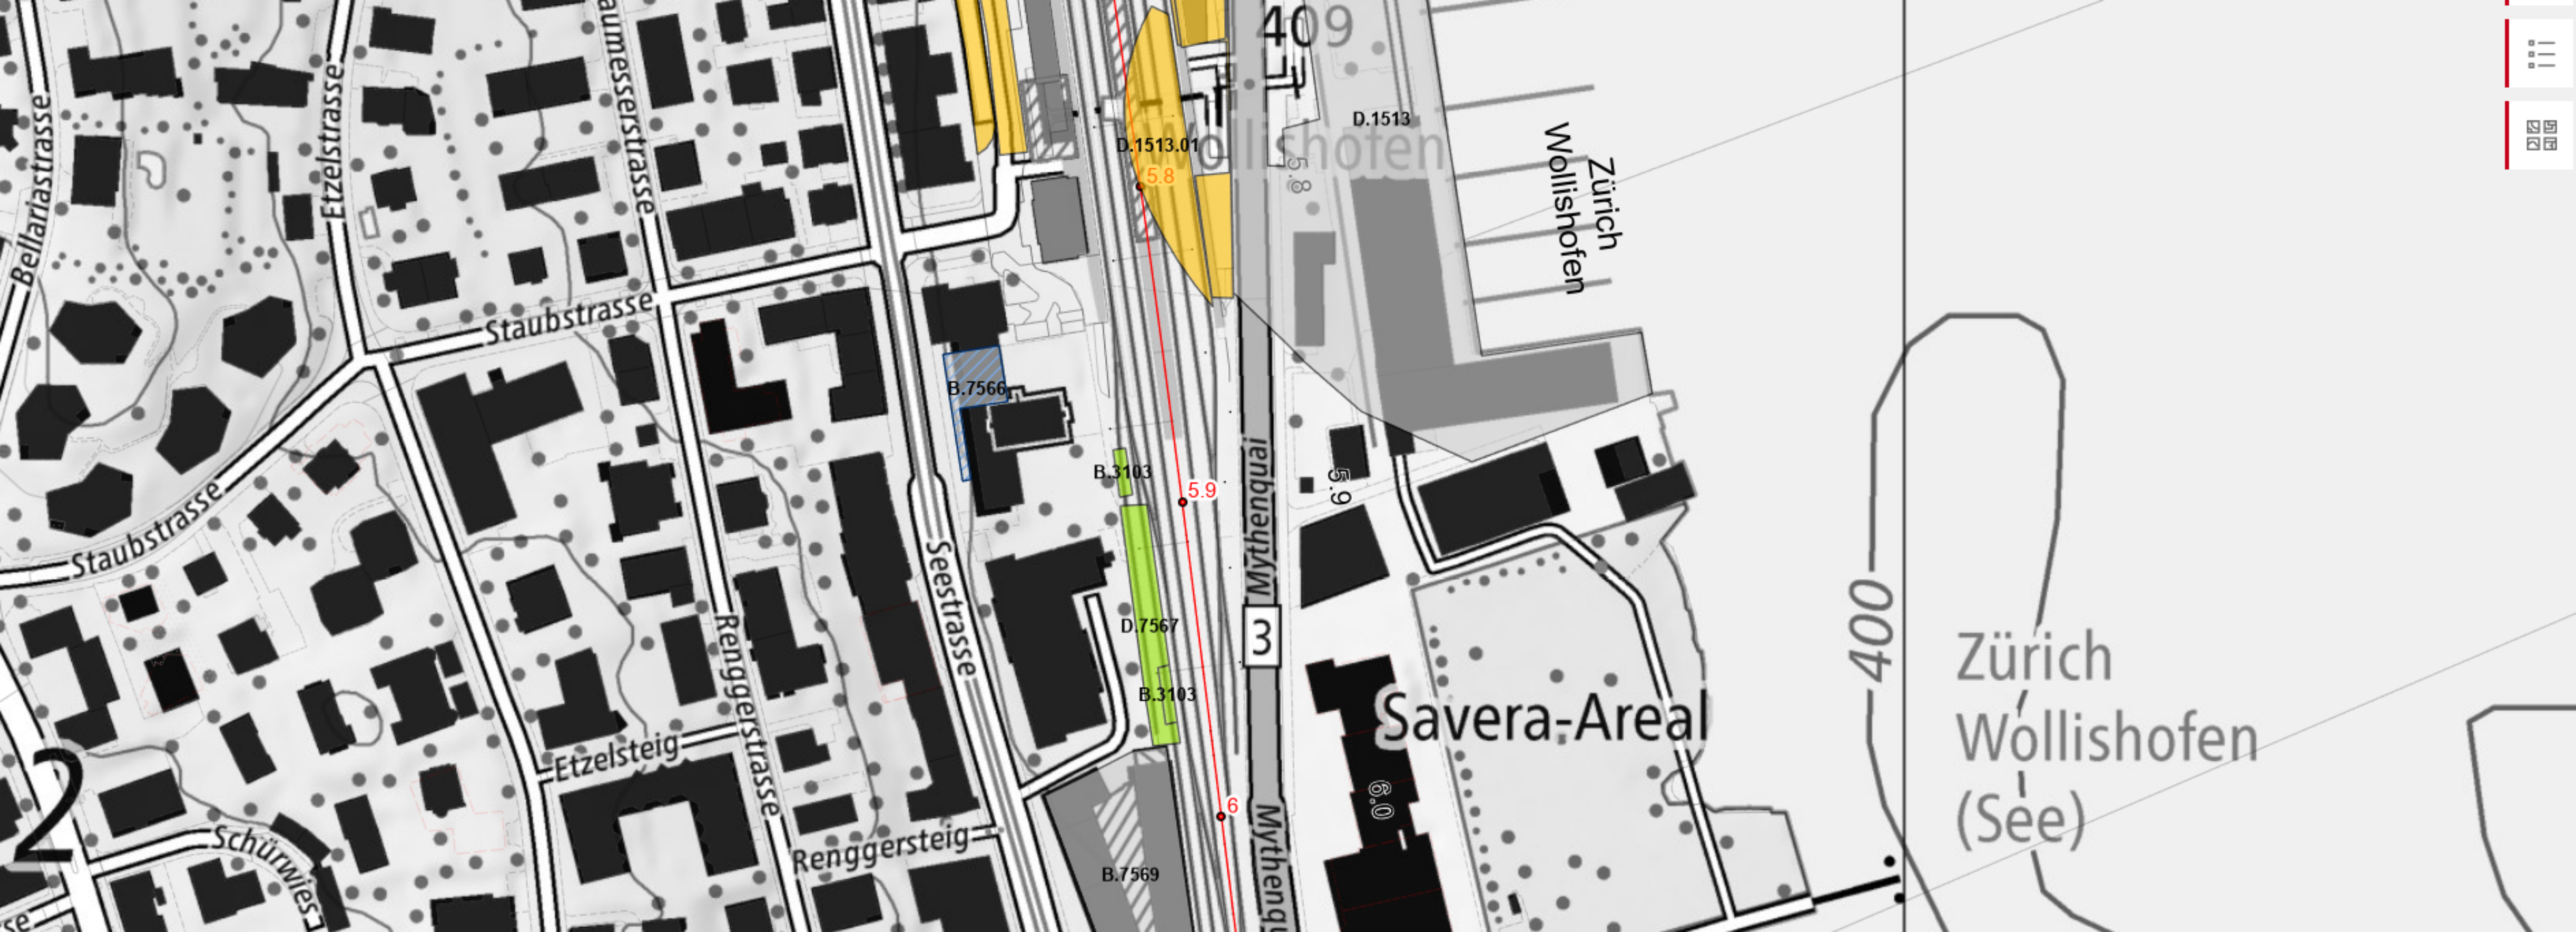 409
Wollishofen
D.1513
D.1513.01
5.8
5.8
Zürich
Wollishofen
Bellariastrasse
Etzelstrasse
Staubstrasse
B.7566
B.3103
5.9
5.9
Mythenquai
Staubstrasse
Seestrasse
400
D.7567
3
Renggerstrasse
B.3103
Savera-Areal
Zürich
Wollishofen
(See)
Etzelsteig
6.0
6
2
Schürwies
Renggersteig
B.7569